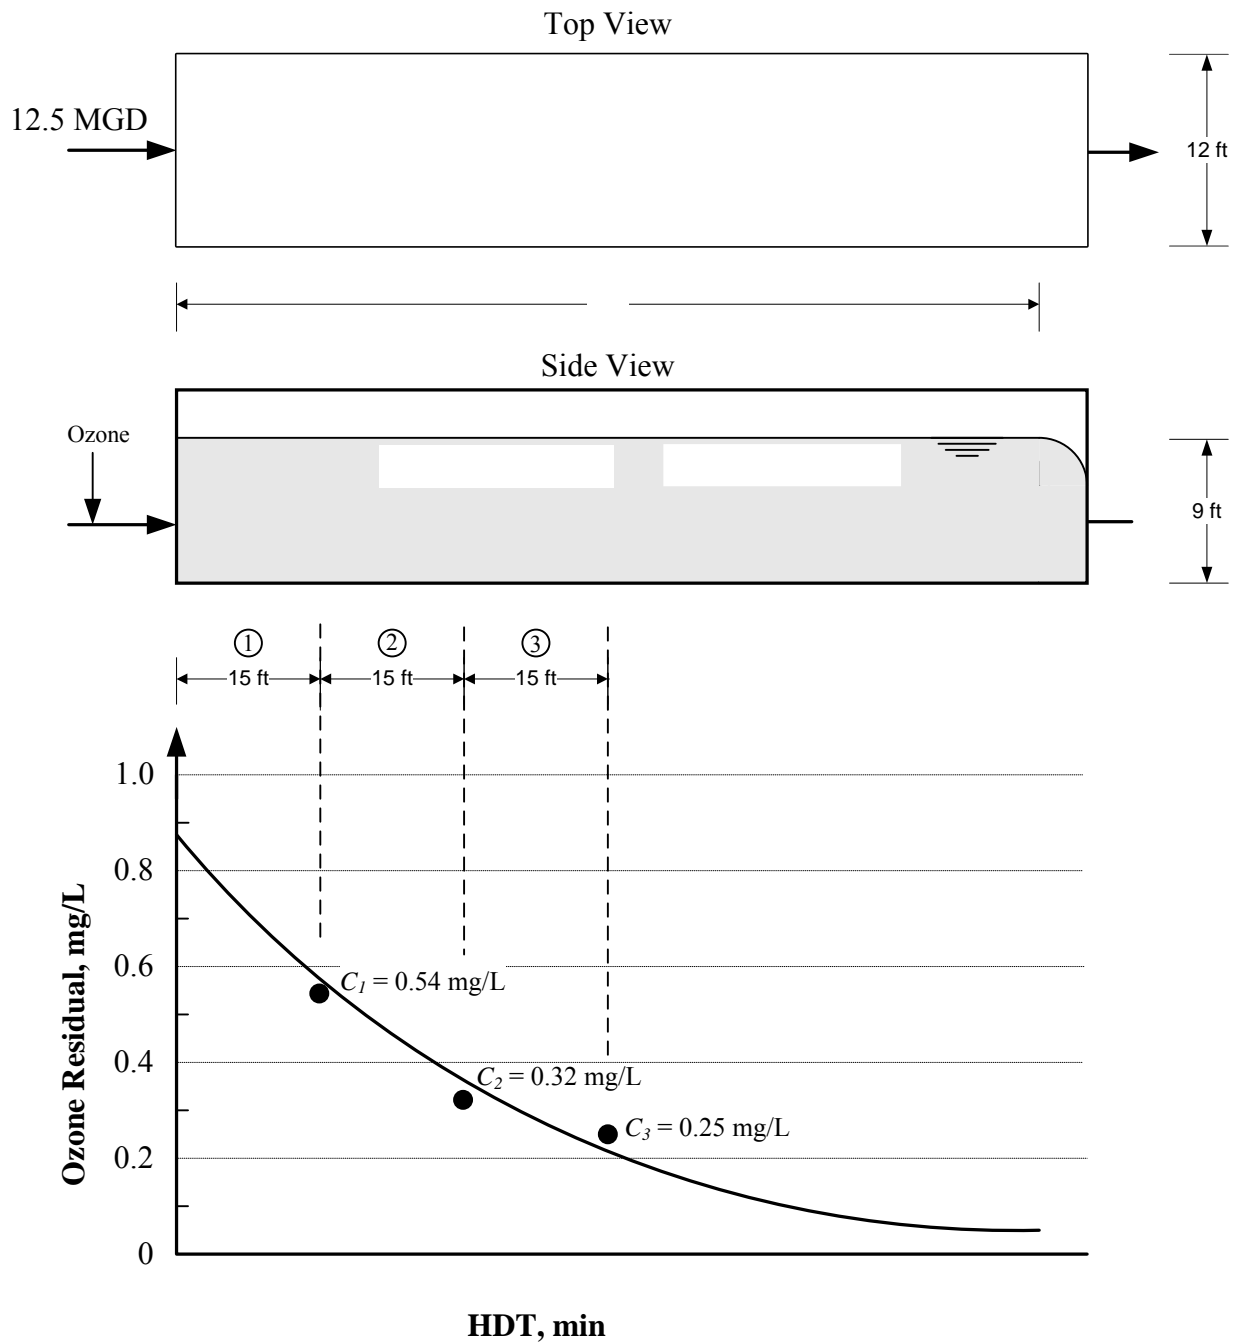 Top View
12.5 MGD
12 ft
Side View
Ozone
9 ft
① ② ③
15 ft 15 ft 15 ft
1.0
0.8
0.6
C1 = 0.54 mg/L
0.4
C2 = 0.32 mg/L
C3 = 0.25 mg/L
0.2
0
Ozone Residual, mg/L
HDT, min